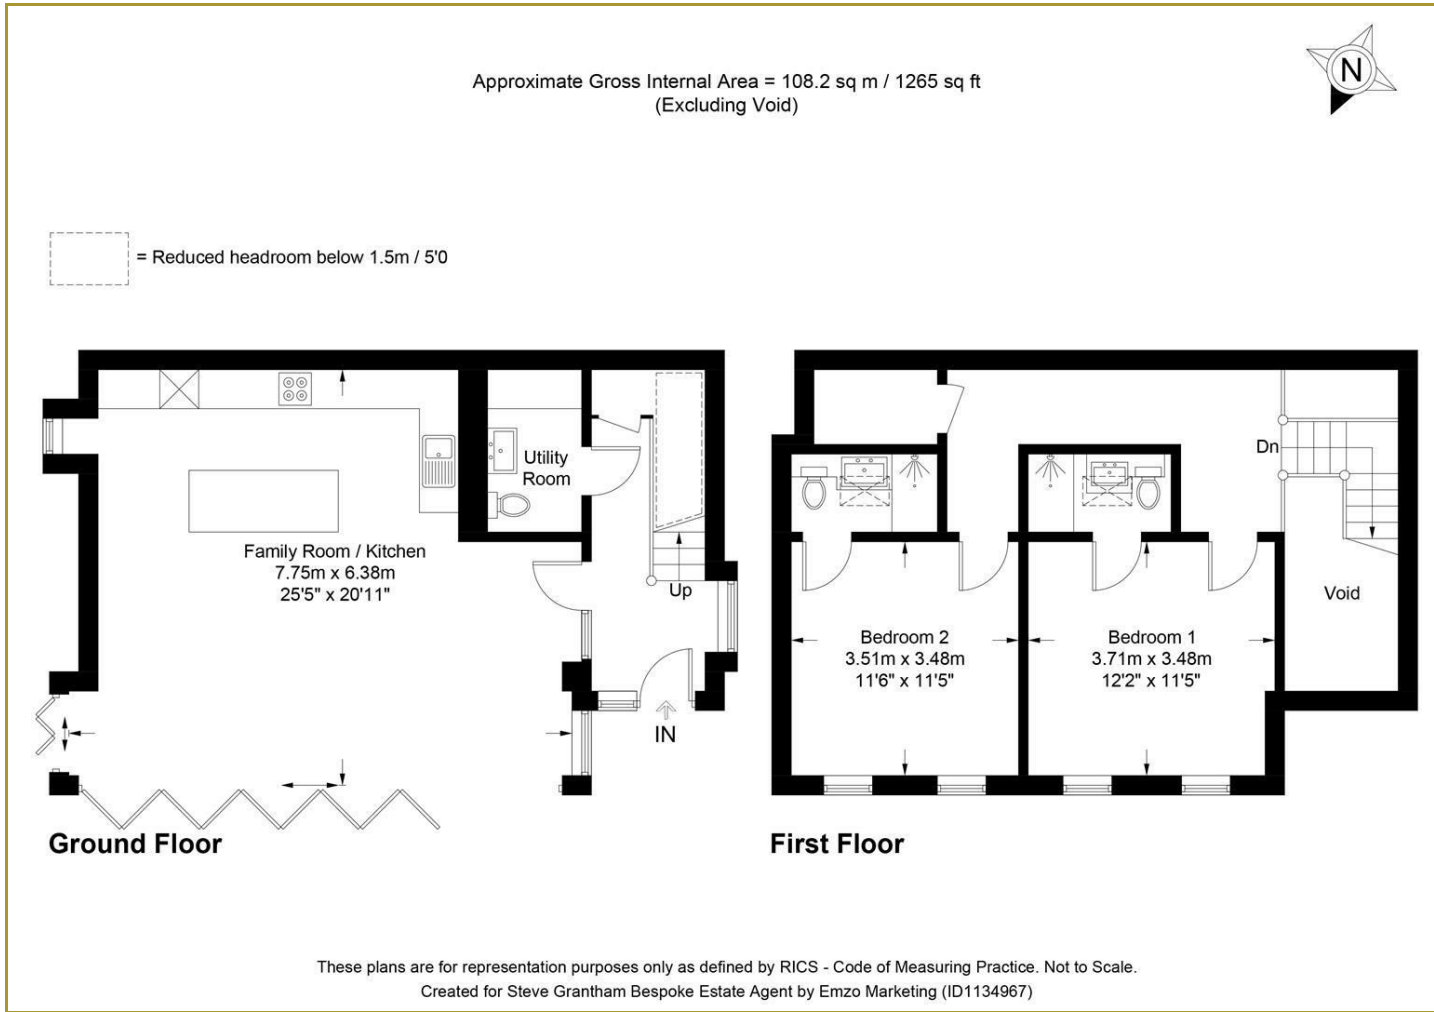 Approximate Gross Internal Area = 108.2 sq m / 1265 sq ft
(Excluding Void)
N
= Reduced headroom below 1.5m / 5'0
Utility
Room
Family Room / Kitchen
7.75m x 6.38m
25'5" x 20'11"
Up
IN
Ground Floor
Dn
Void
Bedroom 2
3.51m x 3.48m
11'6" x 11'5"
Bedroom 1
3.71m x 3.48m
12'2" x 11'5"
First Floor
These plans are for representation purposes only as defined by RICS - Code of Measuring Practice. Not to Scale.
Created for Steve Grantham Bespoke Estate Agent by Emzo Marketing (ID1134967)